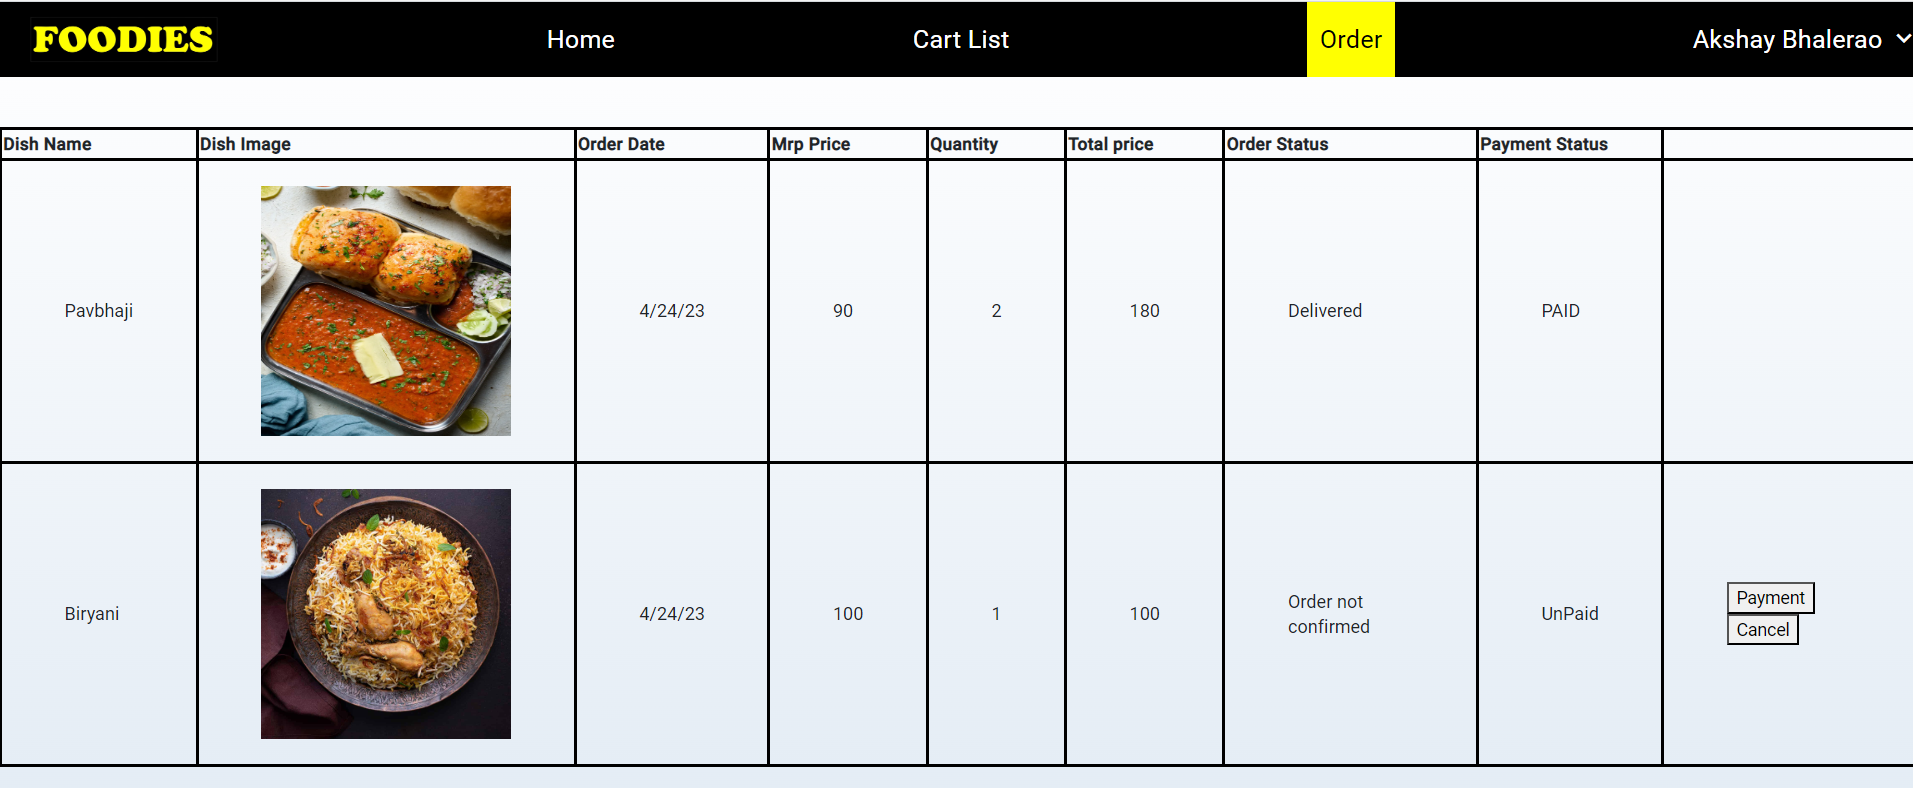 FOODIES Home Cart List Order Akshay Bhalerao
Dish Name Dish Image Order Date Mrp Price Quantity Total price Order Status Payment Status
Pavbhaji 4/24/23 90 2 180 Delivered PAID
Biryani 4/24/23 100 1 100 Order not confirmed UnPaid Payment
Cancel